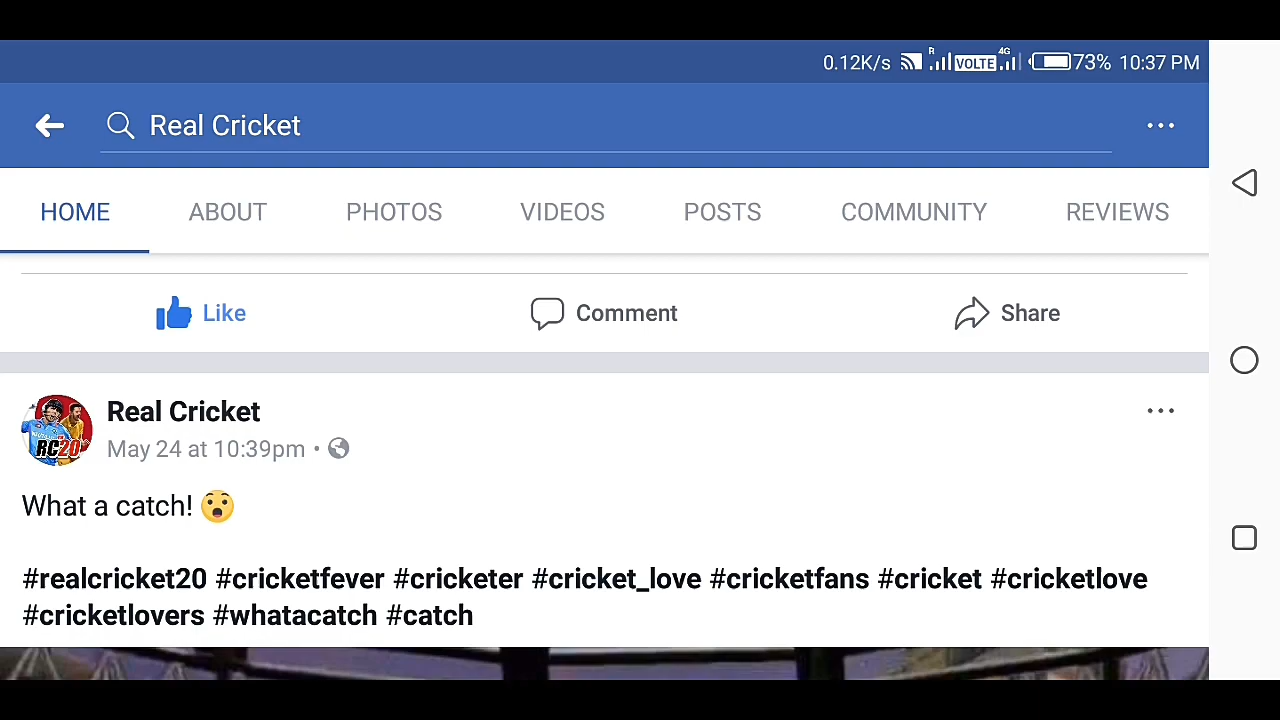 0.12K/s R VOLTE 4G 73% 10:37 PM
Real Cricket
HOME ABOUT PHOTOS VIDEOS POSTS COMMUNITY REVIEWS
Like Comment Share
Real Cricket
RC20
May 24 at 10:39pm •
What a catch! 😯
#realcricket20 #cricketfever #cricketer #cricket_love #cricketfans #cricket #cricketlove
#cricketlovers #whatacatch #catch